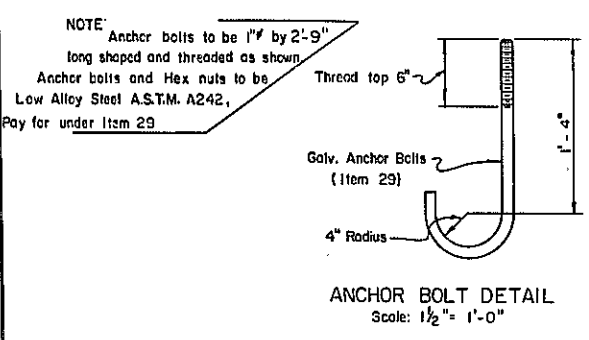 NOTE
Anchor bolts to be 1"ø by 2'-9"
long shaped and threaded as shown
Anchor bolts and Hex nuts to be
Low Alloy Steel A.S.T.M. A242,
Pay for under Item 29
Thread top 6"
1'-4"
Galv. Anchor Bolts
(Item 29)
4" Radius
ANCHOR BOLT DETAIL
Scale: 1½"= 1'-0"